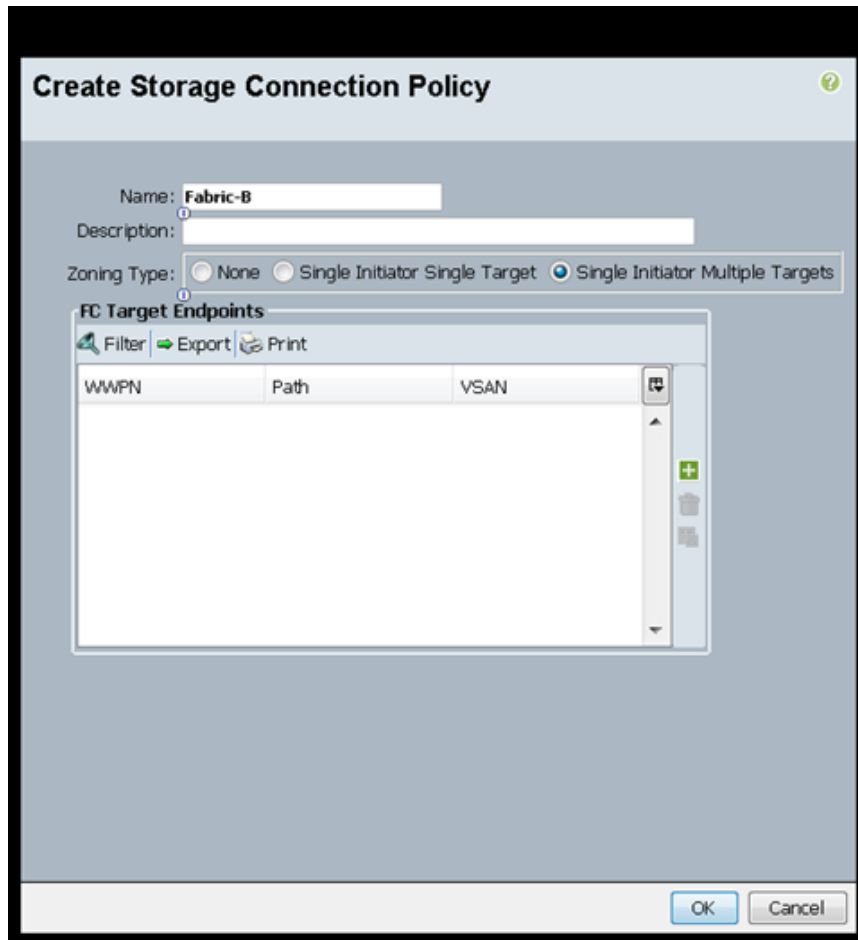 Create Storage Connection Policy
Name: Fabric-B
Description:
Zoning Type: None Single Initiator Single Target Single Initiator Multiple Targets
FC Target Endpoints
Filter Export Print
WWPN Path VSAN
OK Cancel